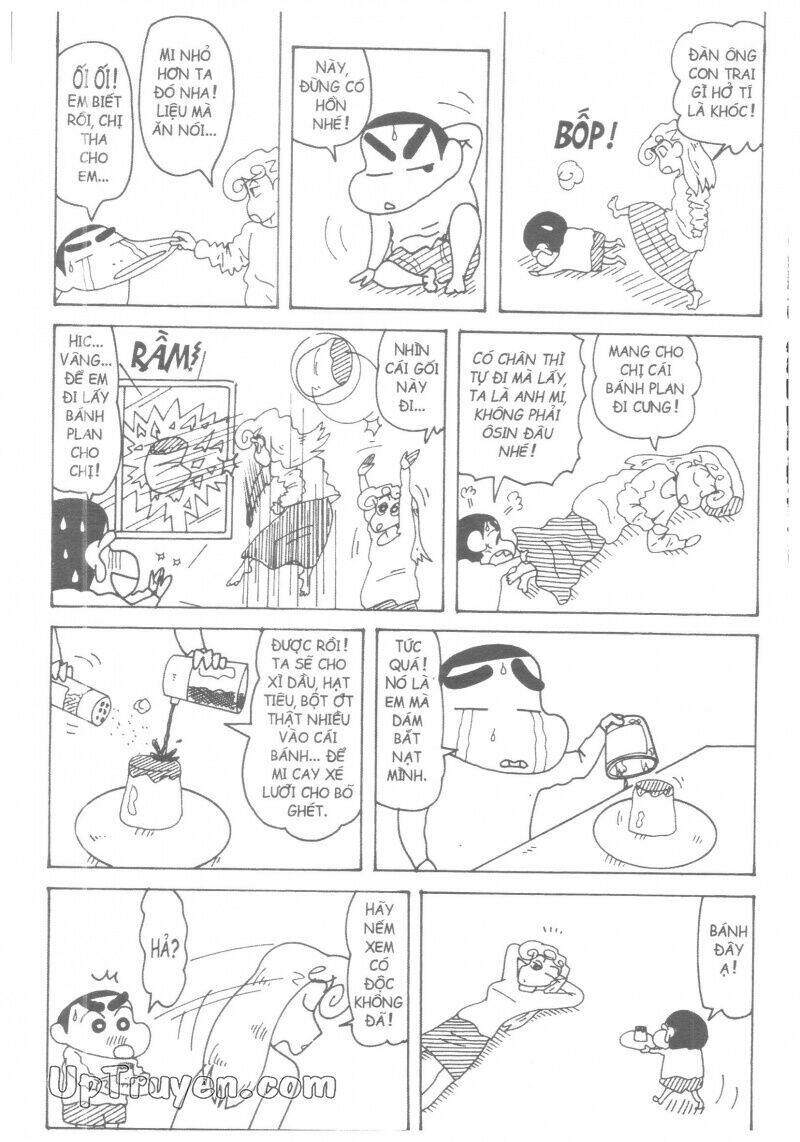 ĐÀN ÔNG
CON TRAI
GÌ HỞ TÍ
LÀ KHÓC!
BỐP!
NÀY,
ĐỪNG CÓ
HỖN
NHÉ!
MI NHỎ
HƠN TA
ĐÓ NHA!
LIỆU MÀ
ĂN NÓI...
ỐI ỐI!
EM BIẾT
RỒI, CHỊ
THA
CHO
EM...
MANG CHO
CHỊ CÁI
BÁNH PLAN
ĐI CƯNG!
CÓ CHÂN THÌ
TỰ ĐI MÀ LẤY,
TA LÀ ANH MI,
KHÔNG PHẢI
ÔSIN ĐÂU
NHÉ!
NHÌN
CÁI GỐI
NÀY
ĐI...
RẦM!
HIC...
VÂNG...
ĐỂ EM
ĐI LẤY
BÁNH
PLAN
CHO
CHỊ!
TỨC
QUÁ!
NÓ LÀ
EM MÀ
DÁM
BẮT
NẠT
MÌNH.
ĐƯỢC RỒI!
TA SẼ CHO
XÌ DẦU, HẠT
TIÊU, BỘT ỚT
THẬT NHIỀU
VÀO CÁI
BÁNH... ĐỂ
MI CAY XÉ
LƯỠI CHO BÕ
GHÉT.
BÁNH
ĐÂY
Ạ!
HÃY
NẾM
XEM
CÓ
ĐỘC
KHÔNG
ĐÃ!
HẢ?
UpTruyen.com